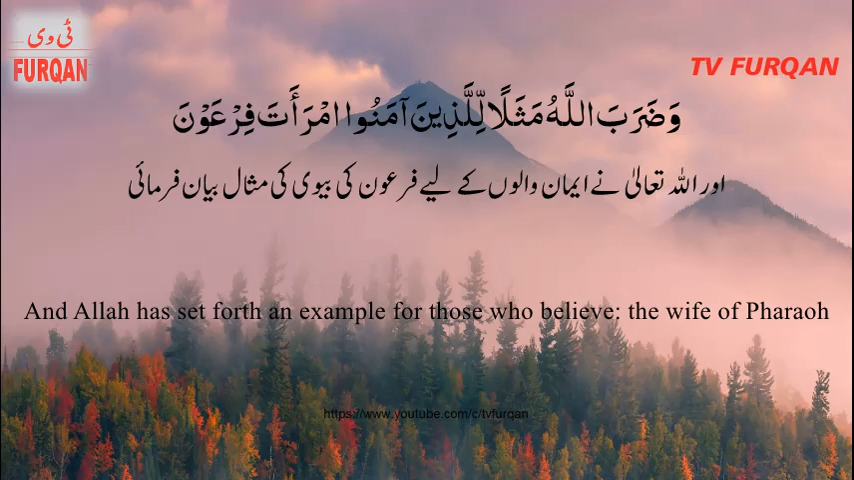 ٹی وی
FURQAN
TV FURQAN
وَضَرَبَ اللَّهُ مَثَلًا لِّلَّذِينَ آمَنُوا امْرَأَتَ فِرْعَوْنَ
اور اللہ تعالیٰ نے ایمان والوں کے لیے فرعون کی بیوی کی مثال بیان فرمائی
And Allah has set forth an example for those who believe: the wife of Pharaoh
https://www.youtube.com/c/tvfurqan